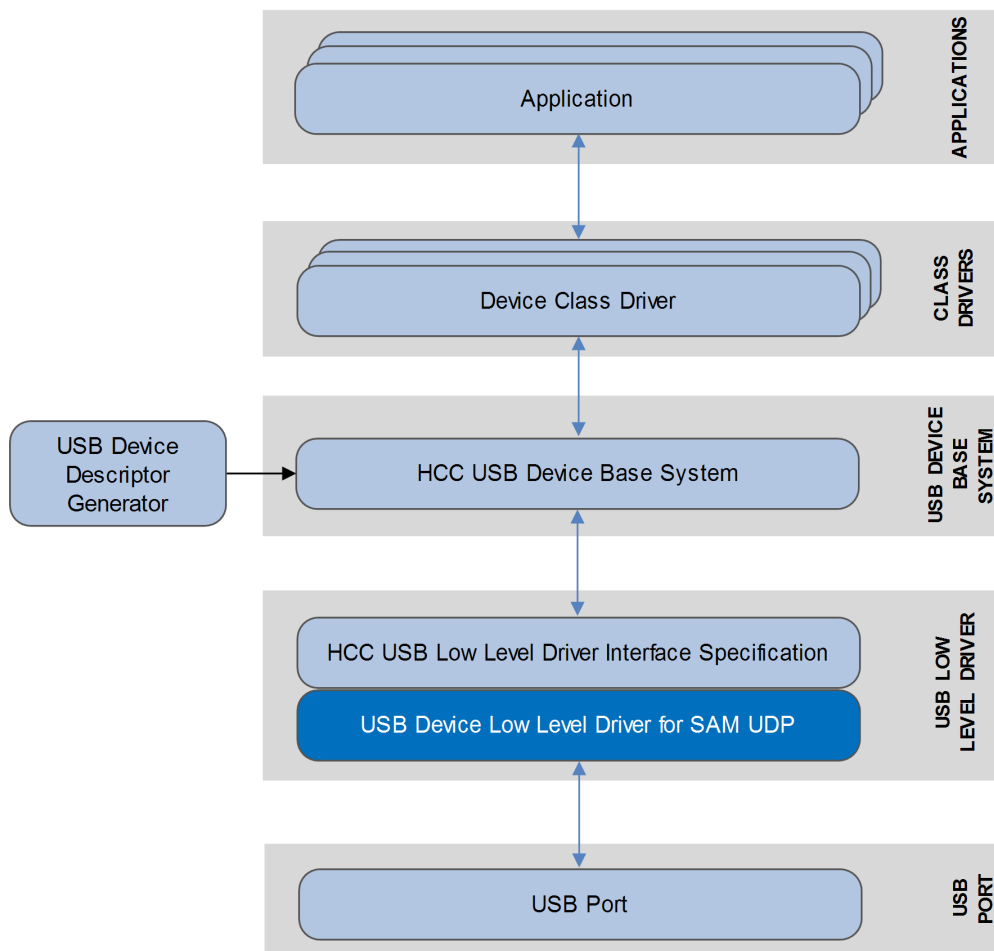 Application
APPLICATIONS
Device Class Driver
CLASS
DRIVERS
USB Device
Descriptor
Generator
HCC USB Device Base System
USB DEVICE
BASE
SYSTEM
HCC USB Low Level Driver Interface Specification
USB Device Low Level Driver for SAM UDP
USB LOW
LEVEL DRIVER
USB Port
USB
PORT